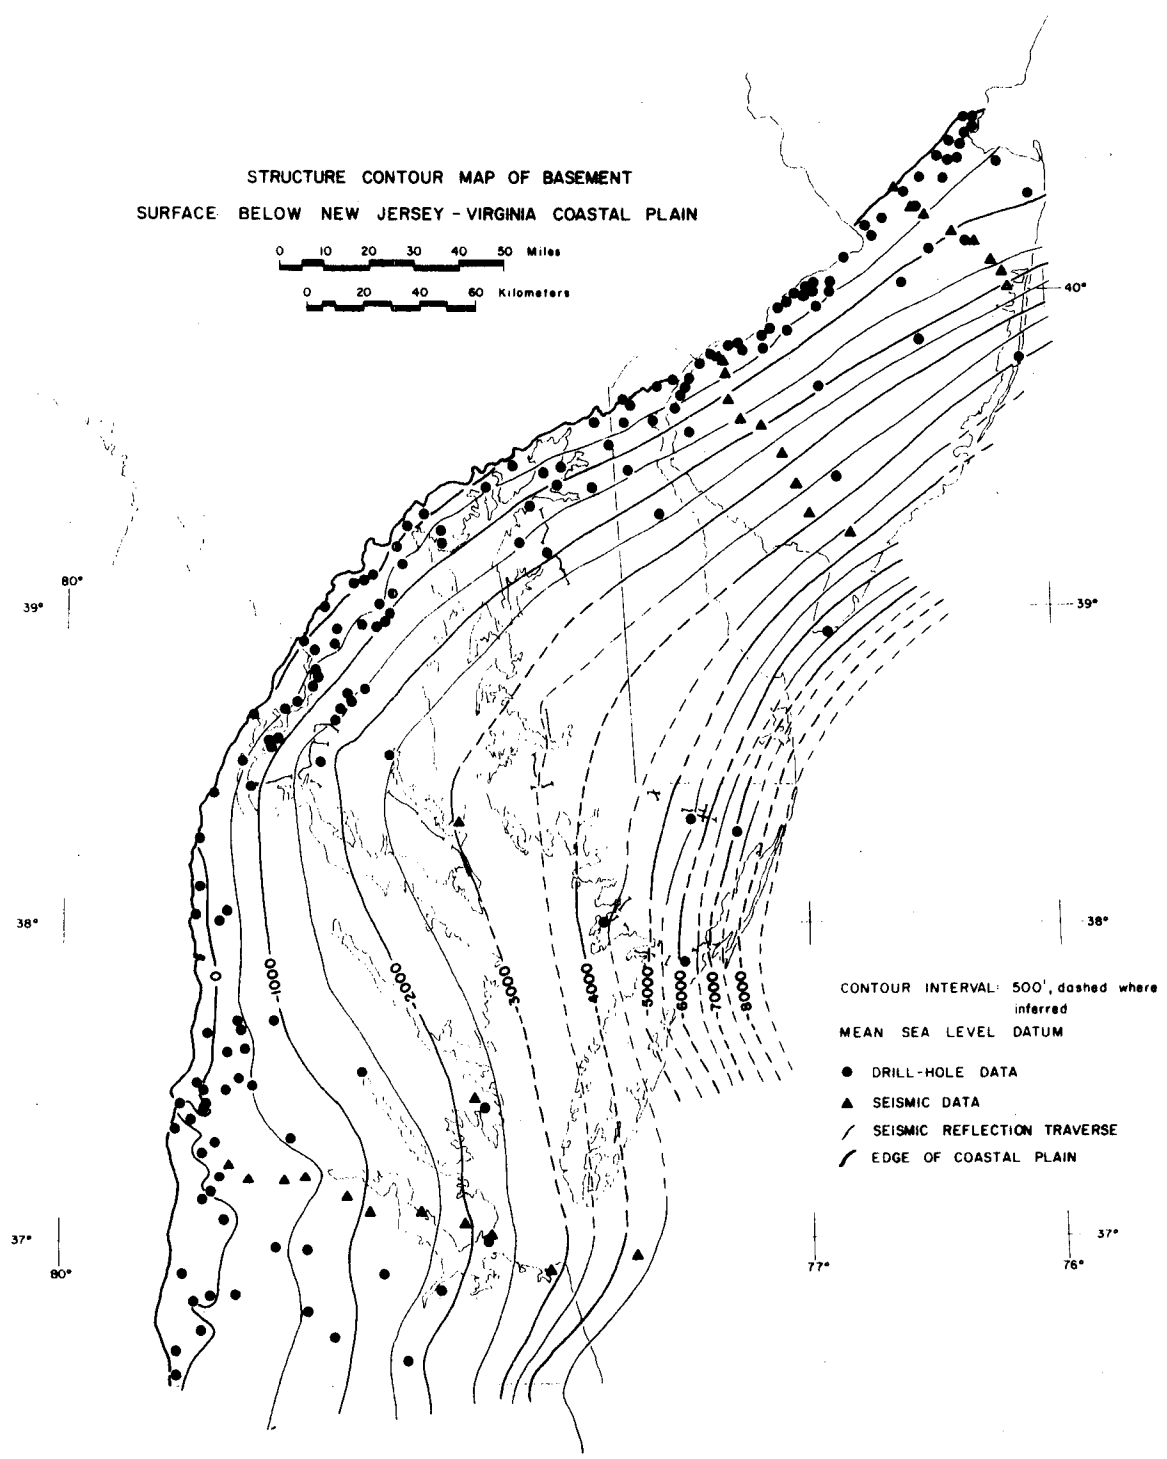 STRUCTURE CONTOUR MAP OF BASEMENT
SURFACE BELOW NEW JERSEY - VIRGINIA COASTAL PLAIN
0 10 20 30 40 50 Miles
0 20 40 60 Kilometers
40°
80°
39°
39°
38°
38°
0
-1000
-2000
-3000
-4000
-5000
-6000
-7000
-8000
CONTOUR INTERVAL: 500', dashed where
inferred
MEAN SEA LEVEL DATUM
DRILL-HOLE DATA
SEISMIC DATA
SEISMIC REFLECTION TRAVERSE
EDGE OF COASTAL PLAIN
37°
37°
80°
77°
76°